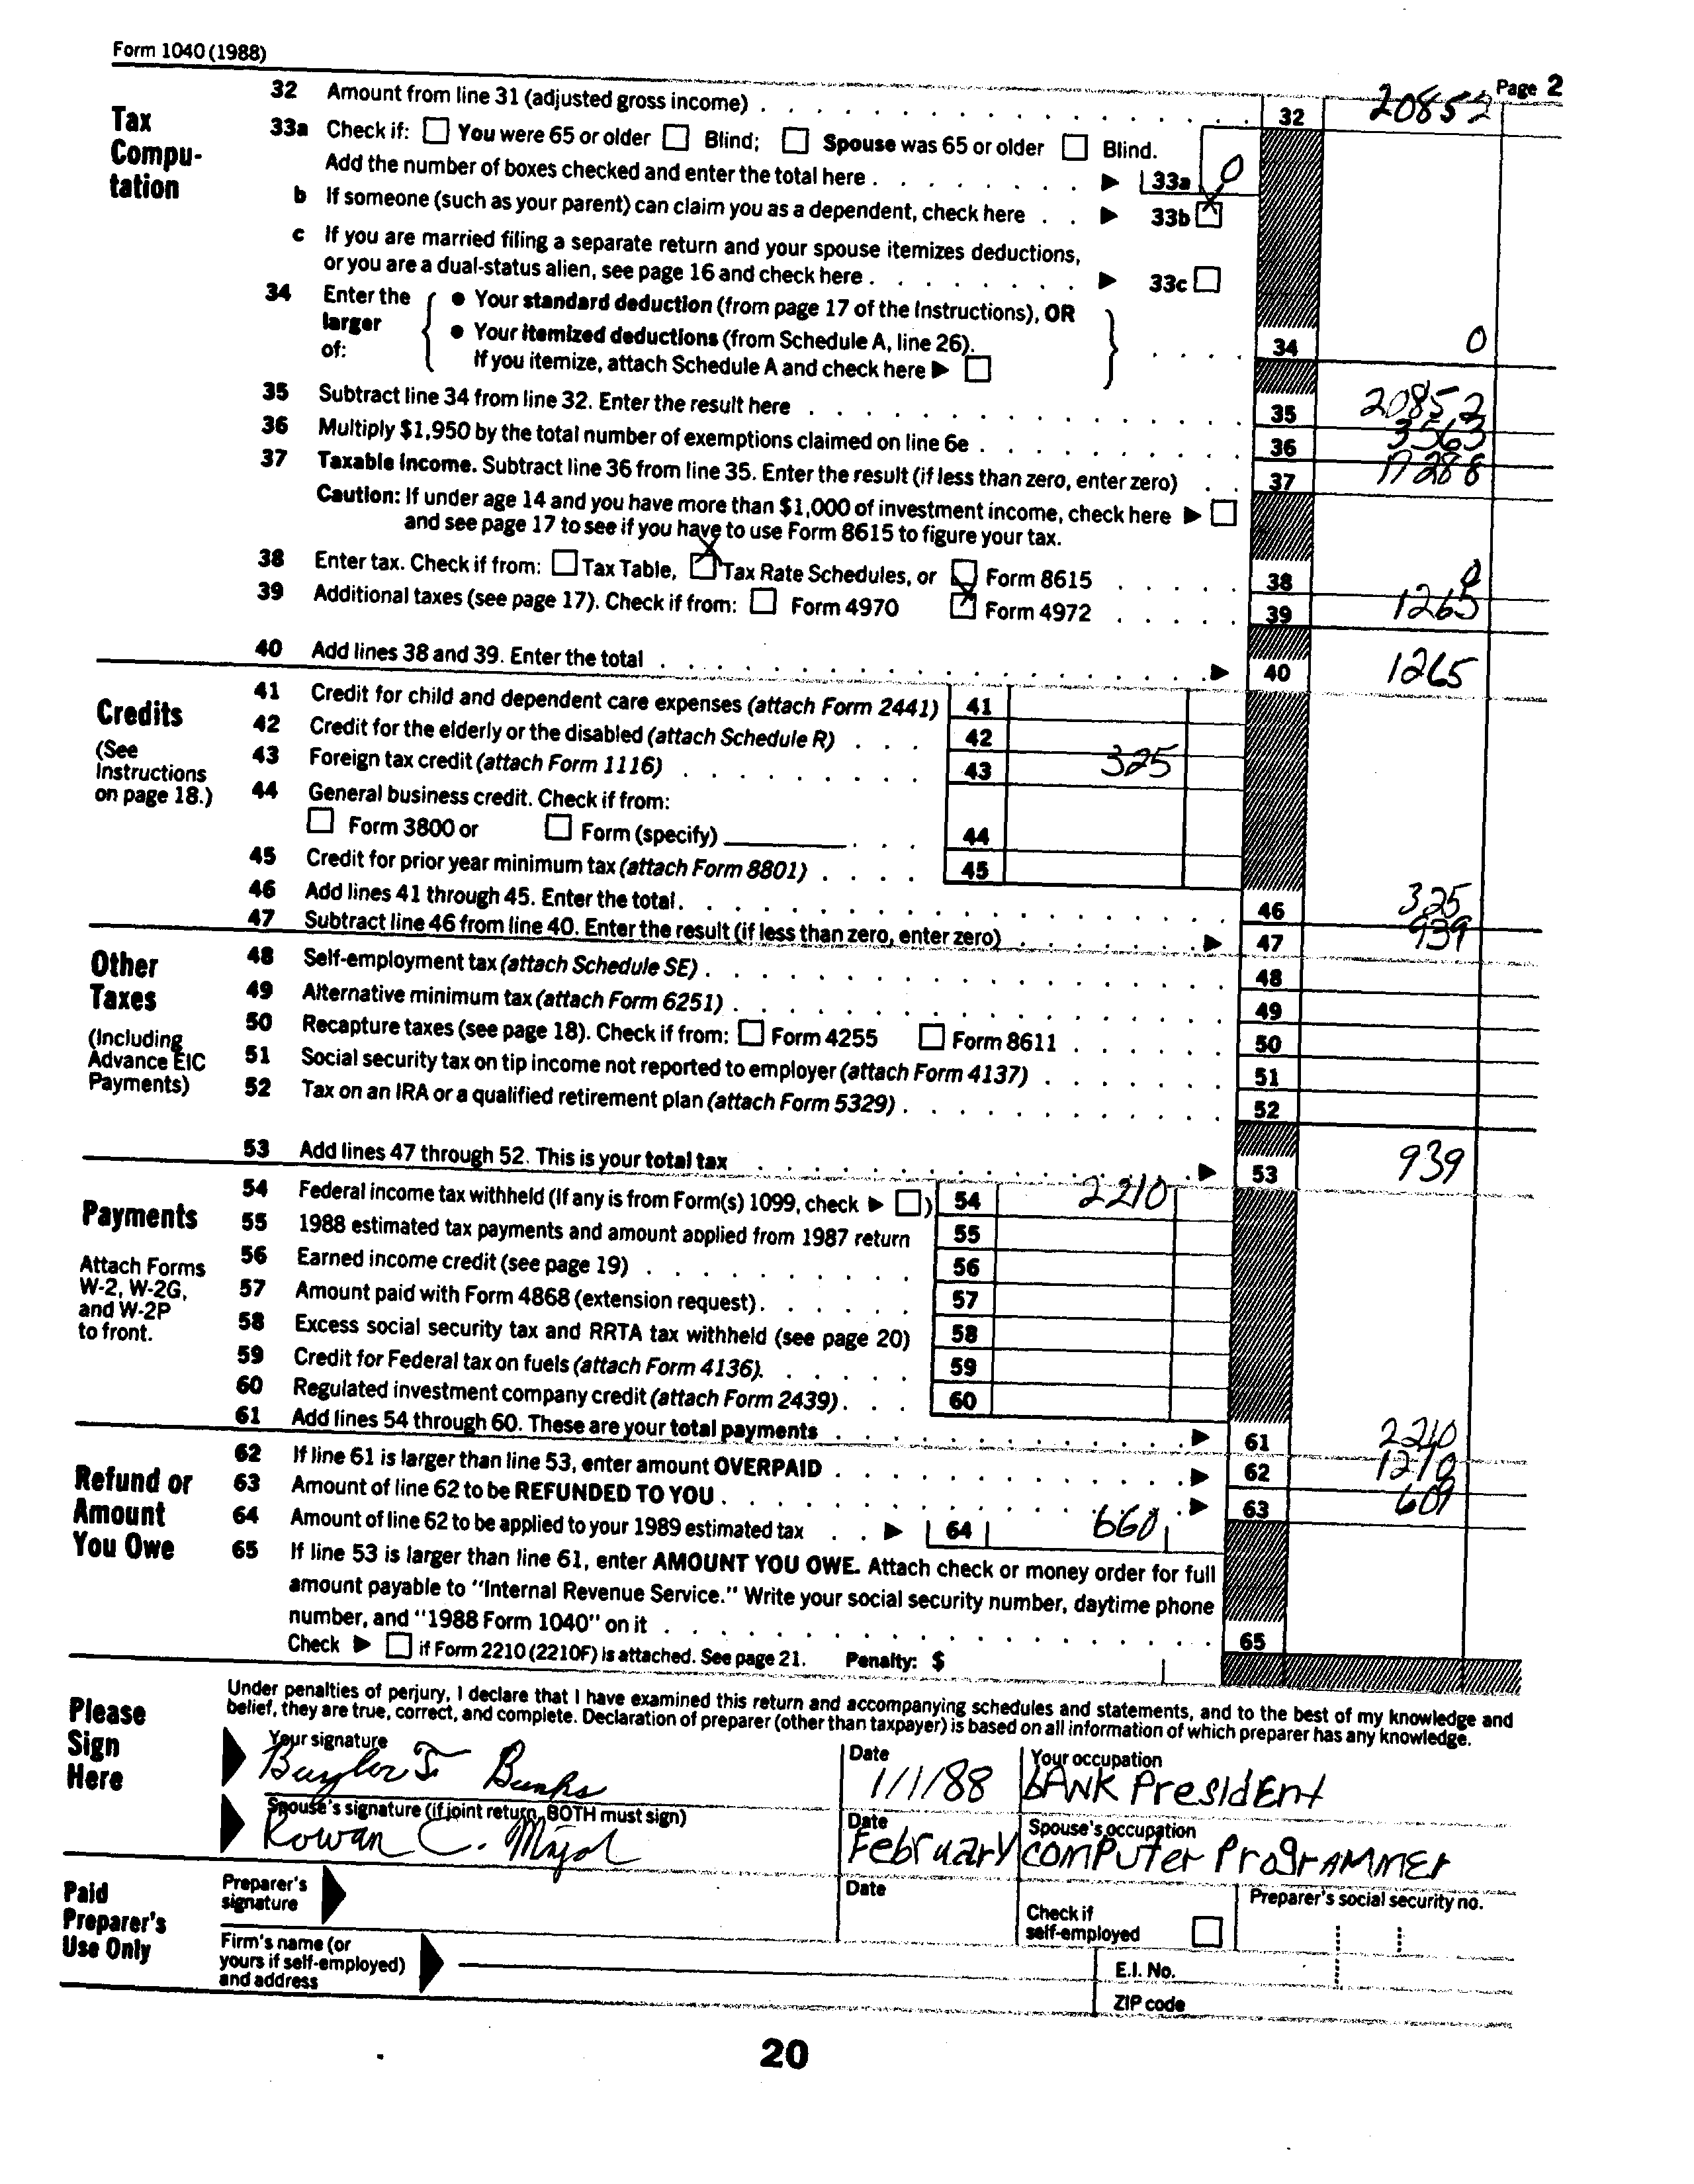 Form 1040 (1988)
Page 2
Tax Compu-tation
32 Amount from line 31 (adjusted gross income) . . . 32 20852
33a Check if: ☐ You were 65 or older ☐ Blind; ☐ Spouse was 65 or older ☐ Blind.
Add the number of boxes checked and enter the total here . . . ▶ 33a 0
b If someone (such as your parent) can claim you as a dependent, check here . . ▶ 33b ☒
c If you are married filing a separate return and your spouse itemizes deductions,
or you are a dual-status alien, see page 16 and check here . . . ▶ 33c ☐
34 Enter the larger of: { ● Your standard deduction (from page 17 of the Instructions), OR
● Your itemized deductions (from Schedule A, line 26).
If you itemize, attach Schedule A and check here ▶ ☐ } . . . . 34 0
35 Subtract line 34 from line 32. Enter the result here . . . 35 20852
36 Multiply $1,950 by the total number of exemptions claimed on line 6e . . . 36 3563
37 Taxable income. Subtract line 36 from line 35. Enter the result (if less than zero, enter zero) . . 37 17288
Caution: If under age 14 and you have more than $1,000 of investment income, check here ▶ ☐
and see page 17 to see if you have to use Form 8615 to figure your tax.
38 Enter tax. Check if from: ☐ Tax Table, ☒ Tax Rate Schedules, or ☐ Form 8615 . . . 38 0
39 Additional taxes (see page 17). Check if from: ☐ Form 4970 ☒ Form 4972 . . . 39 1265
40 Add lines 38 and 39. Enter the total . . . ▶ 40 1265
Credits
(See Instructions on page 18.)
41 Credit for child and dependent care expenses (attach Form 2441) 41
42 Credit for the elderly or the disabled (attach Schedule R) . . . 42
43 Foreign tax credit (attach Form 1116) . . . 43 325
44 General business credit. Check if from:
☐ Form 3800 or ☐ Form (specify) ________ . . . 44
45 Credit for prior year minimum tax (attach Form 8801) . . . . 45
46 Add lines 41 through 45. Enter the total . . . 46 325
47 Subtract line 46 from line 40. Enter the result (if less than zero, enter zero) . . . ▶ 47 939
Other Taxes
(Including Advance EIC Payments)
48 Self-employment tax (attach Schedule SE) . . . 48
49 Alternative minimum tax (attach Form 6251) . . . 49
50 Recapture taxes (see page 18). Check if from: ☐ Form 4255 ☐ Form 8611 . . . 50
51 Social security tax on tip income not reported to employer (attach Form 4137) . . . 51
52 Tax on an IRA or a qualified retirement plan (attach Form 5329) . . . 52
53 Add lines 47 through 52. This is your total tax . . . ▶ 53 939
Payments
Attach Forms W-2, W-2G, and W-2P to front.
54 Federal income tax withheld (If any is from Form(s) 1099, check ▶ ☐ ) 54 2210
55 1988 estimated tax payments and amount applied from 1987 return 55
56 Earned income credit (see page 19) . . . 56
57 Amount paid with Form 4868 (extension request) . . . 57
58 Excess social security tax and RRTA tax withheld (see page 20) 58
59 Credit for Federal tax on fuels (attach Form 4136). . . . 59
60 Regulated investment company credit (attach Form 2439) . . . 60
61 Add lines 54 through 60. These are your total payments . . . ▶ 61 2210
Refund or Amount You Owe
62 If line 61 is larger than line 53, enter amount OVERPAID . . . ▶ 62 1270
63 Amount of line 62 to be REFUNDED TO YOU . . . ▶ 63 609
64 Amount of line 62 to be applied to your 1989 estimated tax . . ▶ 64 660
65 If line 53 is larger than line 61, enter AMOUNT YOU OWE. Attach check or money order for full
amount payable to "Internal Revenue Service." Write your social security number, daytime phone
number, and "1988 Form 1040" on it . . . 65
Check ▶ ☐ if Form 2210 (2210F) is attached. See page 21. Penalty: $
Please Sign Here
Under penalties of perjury, I declare that I have examined this return and accompanying schedules and statements, and to the best of my knowledge and
belief, they are true, correct, and complete. Declaration of preparer (other than taxpayer) is based on all information of which preparer has any knowledge.
Your signature Date Your occupation
Baylor J Banks 1/1/88 bANK PresIdEnt
Spouse's signature (if joint return, BOTH must sign) Date Spouse's occupation
Rowan C. Major February comPuter ProgrAMMEr
Paid Preparer's Use Only
Preparer's signature Date Check if self-employed ☐ Preparer's social security no.
Firm's name (or yours if self-employed) and address E.I. No.
ZIP code
20